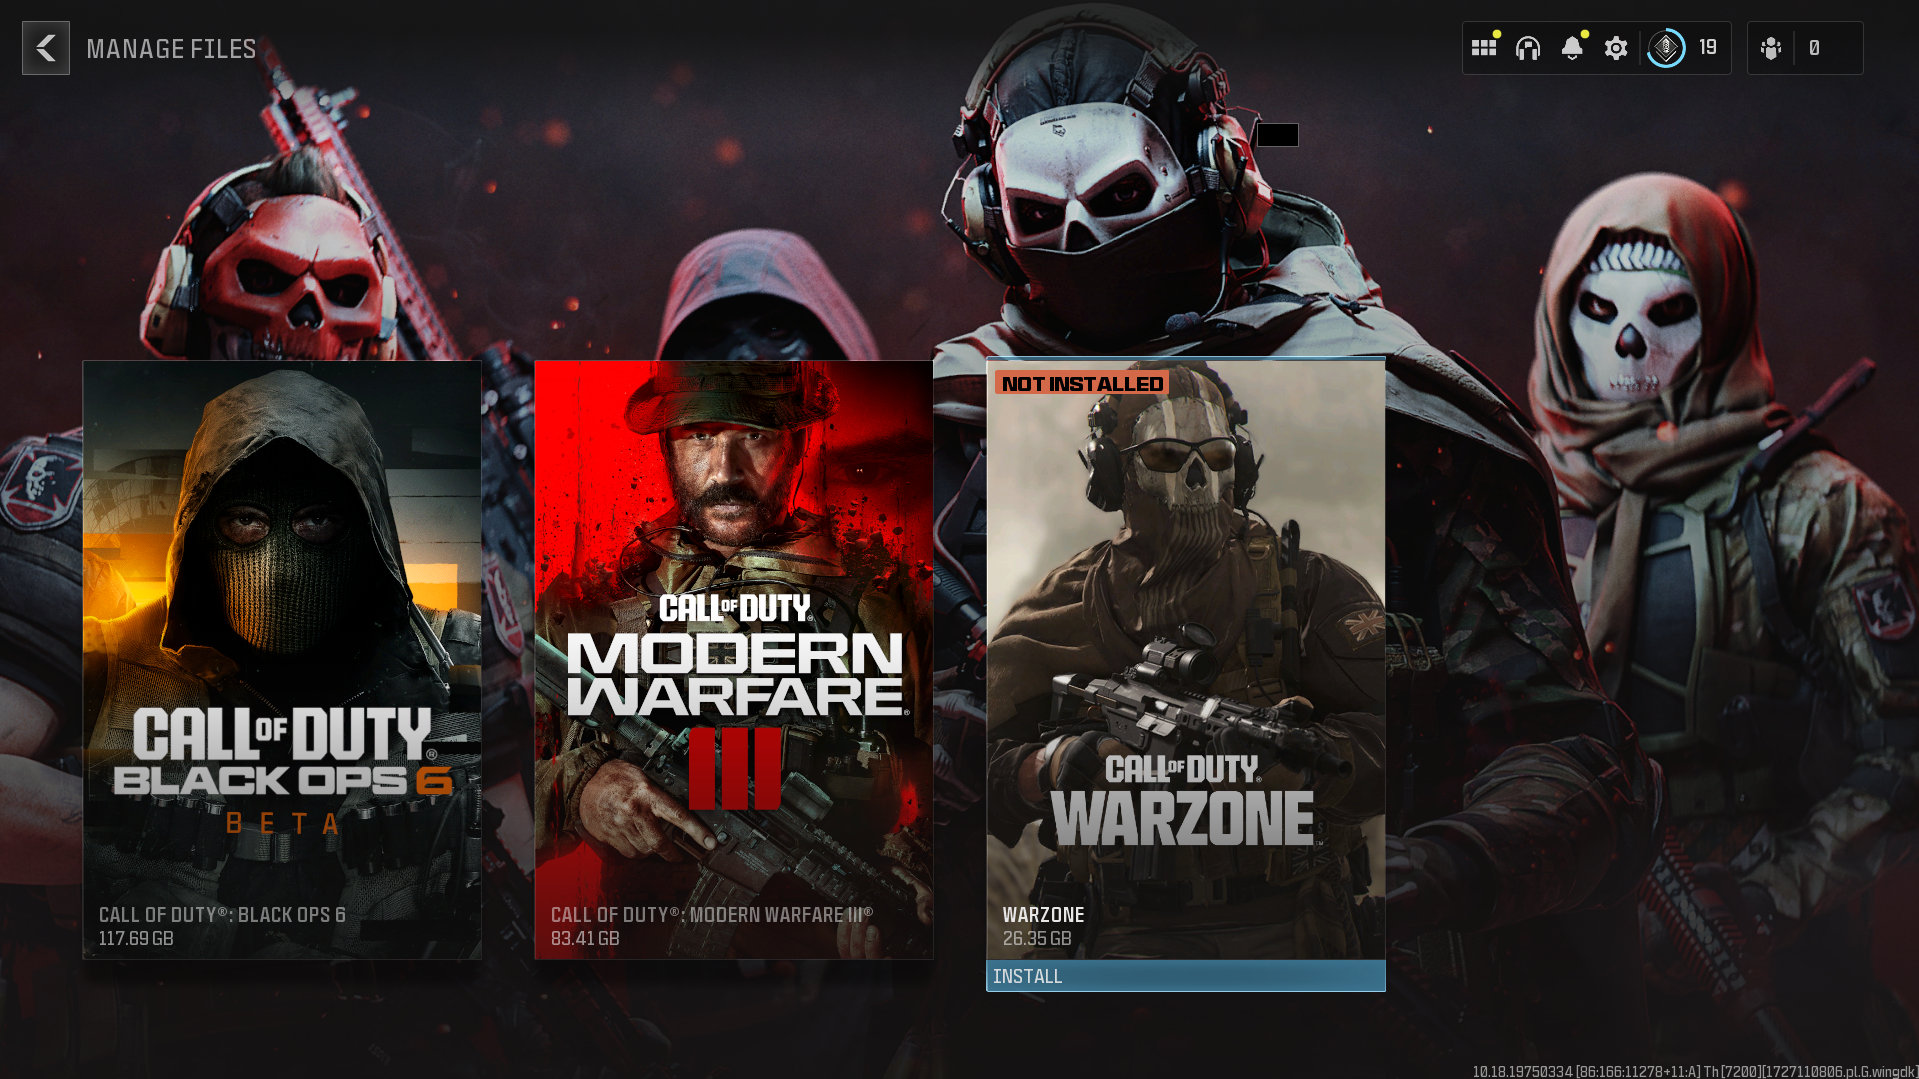 MANAGE FILES
19
0
NOT INSTALLED
CALL OF DUTY®
BLACK OPS 6
BETA
CALL OF DUTY®: BLACK OPS 6
117.69 GB
CALL OF DUTY®
MODERN
WARFARE®
III
CALL OF DUTY®: MODERN WARFARE III®
83.41 GB
CALL OF DUTY®
WARZONE™
WARZONE
26.35 GB
INSTALL
10.18.19750334 [86:166:11278+11:A] Th [7200][1727110806.pl.G.wingdk]